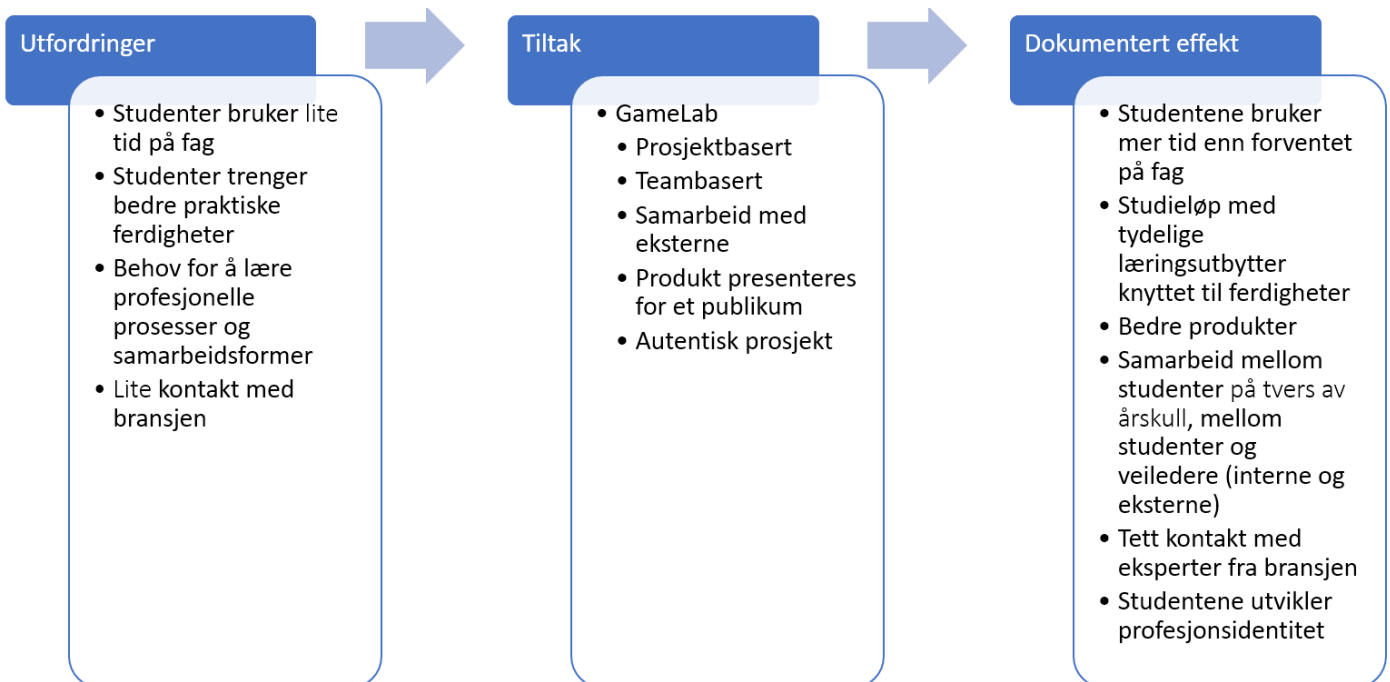 Utfordringer
• Studenter bruker lite
tid på fag
• Studenter trenger
bedre praktiske
ferdigheter
• Behov for å lære
profesjonelle
prosesser og
samarbeidsformer
• Lite kontakt med
bransjen
Tiltak
• GameLab
• Prosjektbasert
• Teambasert
• Samarbeid med
eksterne
• Produkt presenteres
for et publikum
• Autentisk prosjekt
Dokumentert effekt
• Studentene bruker
mer tid enn forventet
på fag
• Studieløp med
tydelige
læringsutbytter
knyttet til ferdigheter
• Bedre produkter
• Samarbeid mellom
studenter på tvers av
årskull, mellom
studenter og
veiledere (interne og
eksterne)
• Tett kontakt med
eksperter fra bransjen
• Studentene utvikler
profesjonsidentitet